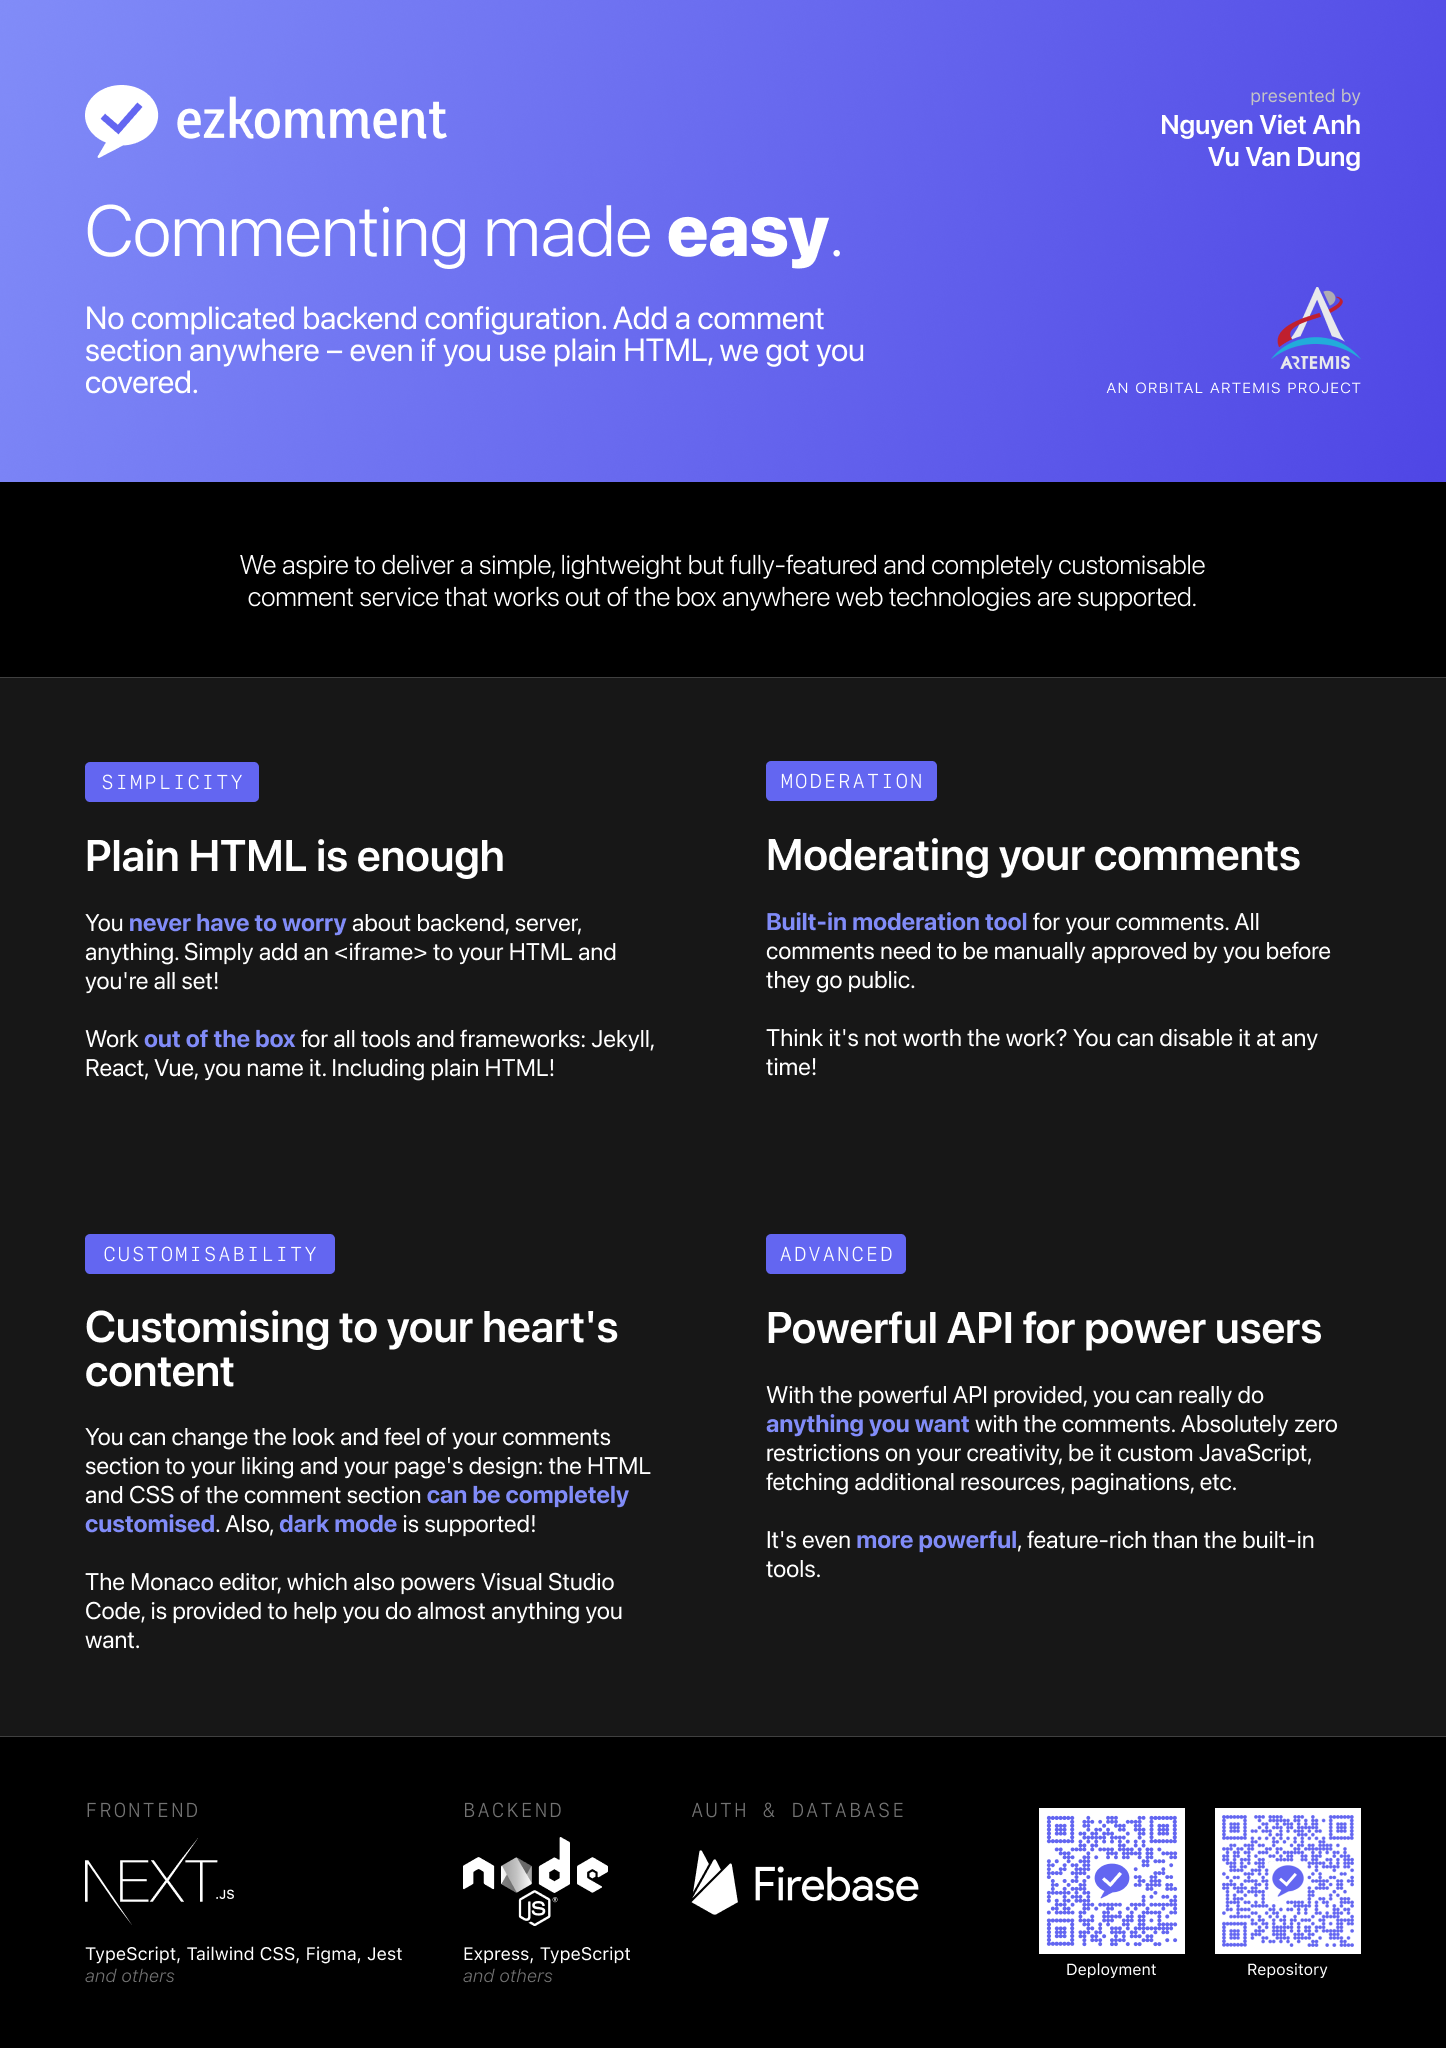 ezkomment
presented by
Nguyen Viet Anh
Vu Van Dung
Commenting made easy.
No complicated backend configuration. Add a comment
section anywhere – even if you use plain HTML, we got you
covered.
ARTEMIS
AN ORBITAL ARTEMIS PROJECT
We aspire to deliver a simple, lightweight but fully-featured and completely customisable
comment service that works out of the box anywhere web technologies are supported.
SIMPLICITY
Plain HTML is enough
You never have to worry about backend, server,
anything. Simply add an <iframe> to your HTML and
you're all set!
Work out of the box for all tools and frameworks: Jekyll,
React, Vue, you name it. Including plain HTML!
MODERATION
Moderating your comments
Built-in moderation tool for your comments. All
comments need to be manually approved by you before
they go public.
Think it's not worth the work? You can disable it at any
time!
CUSTOMISABILITY
Customising to your heart's
content
You can change the look and feel of your comments
section to your liking and your page's design: the HTML
and CSS of the comment section can be completely
customised. Also, dark mode is supported!
The Monaco editor, which also powers Visual Studio
Code, is provided to help you do almost anything you
want.
ADVANCED
Powerful API for power users
With the powerful API provided, you can really do
anything you want with the comments. Absolutely zero
restrictions on your creativity, be it custom JavaScript,
fetching additional resources, paginations, etc.
It's even more powerful, feature-rich than the built-in
tools.
FRONTEND
NEXT.JS
TypeScript, Tailwind CSS, Figma, Jest
and others
BACKEND
node
JS
®
Express, TypeScript
and others
AUTH & DATABASE
Firebase
Deployment
Repository